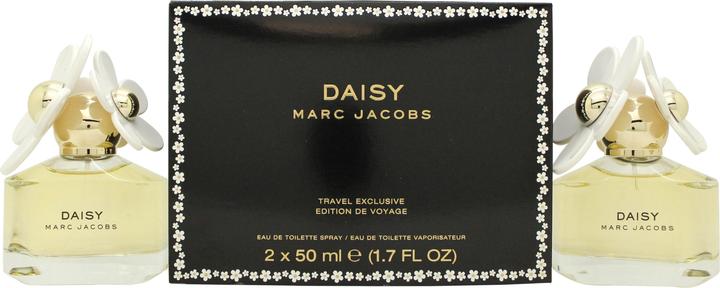 DAISY
MARC JACOBS
DAISY
MARC JACOBS
TRAVEL EXCLUSIVE
EDITION DE VOYAGE
EAU DE TOILETTE SPRAY / EAU DE TOILETTE VAPORISATEUR
2 x 50 ml ℮ (1.7 FL OZ)
DAISY
MARC JACOBS